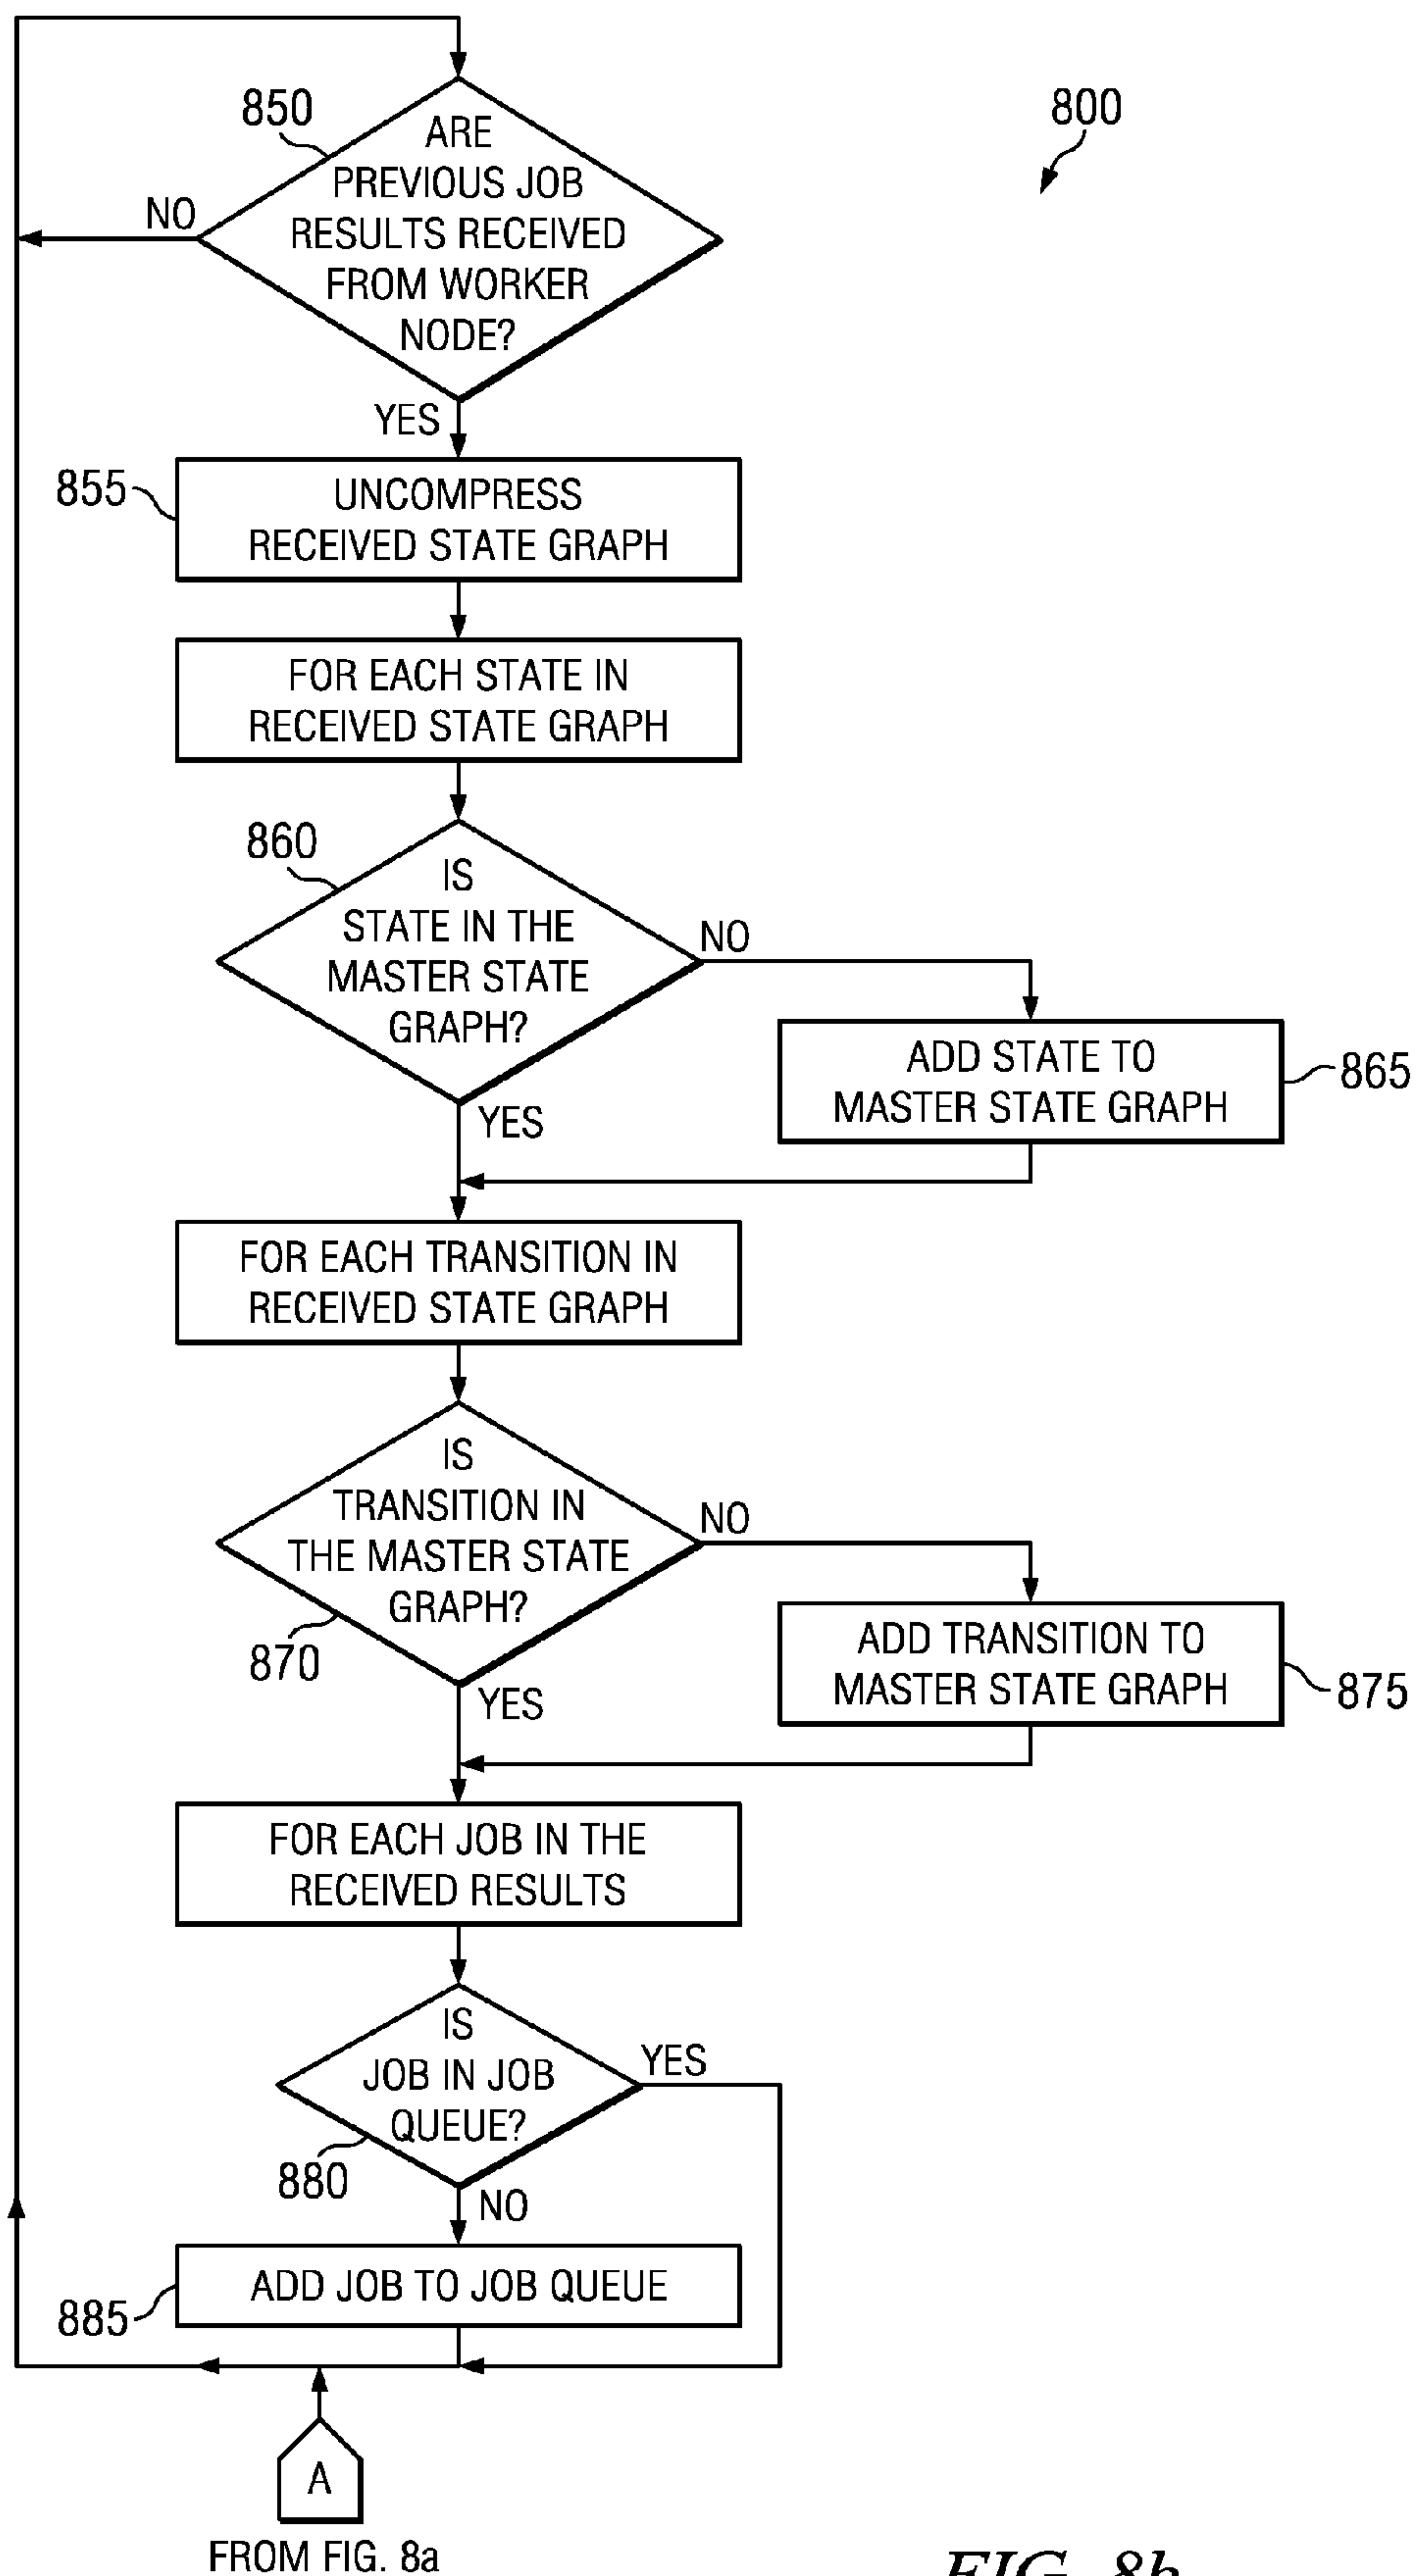 850
800
ARE
PREVIOUS JOB
RESULTS RECEIVED
FROM WORKER
NODE?
NO
YES
855
UNCOMPRESS
RECEIVED STATE GRAPH
FOR EACH STATE IN
RECEIVED STATE GRAPH
860
IS
STATE IN THE
MASTER STATE
GRAPH?
NO
YES
ADD STATE TO
MASTER STATE GRAPH
865
FOR EACH TRANSITION IN
RECEIVED STATE GRAPH
IS
TRANSITION IN
THE MASTER STATE
GRAPH?
NO
870
YES
ADD TRANSITION TO
MASTER STATE GRAPH
875
FOR EACH JOB IN THE
RECEIVED RESULTS
IS
JOB IN JOB
QUEUE?
YES
880
NO
ADD JOB TO JOB QUEUE
885
A
FROM FIG. 8a
FIG. 8b